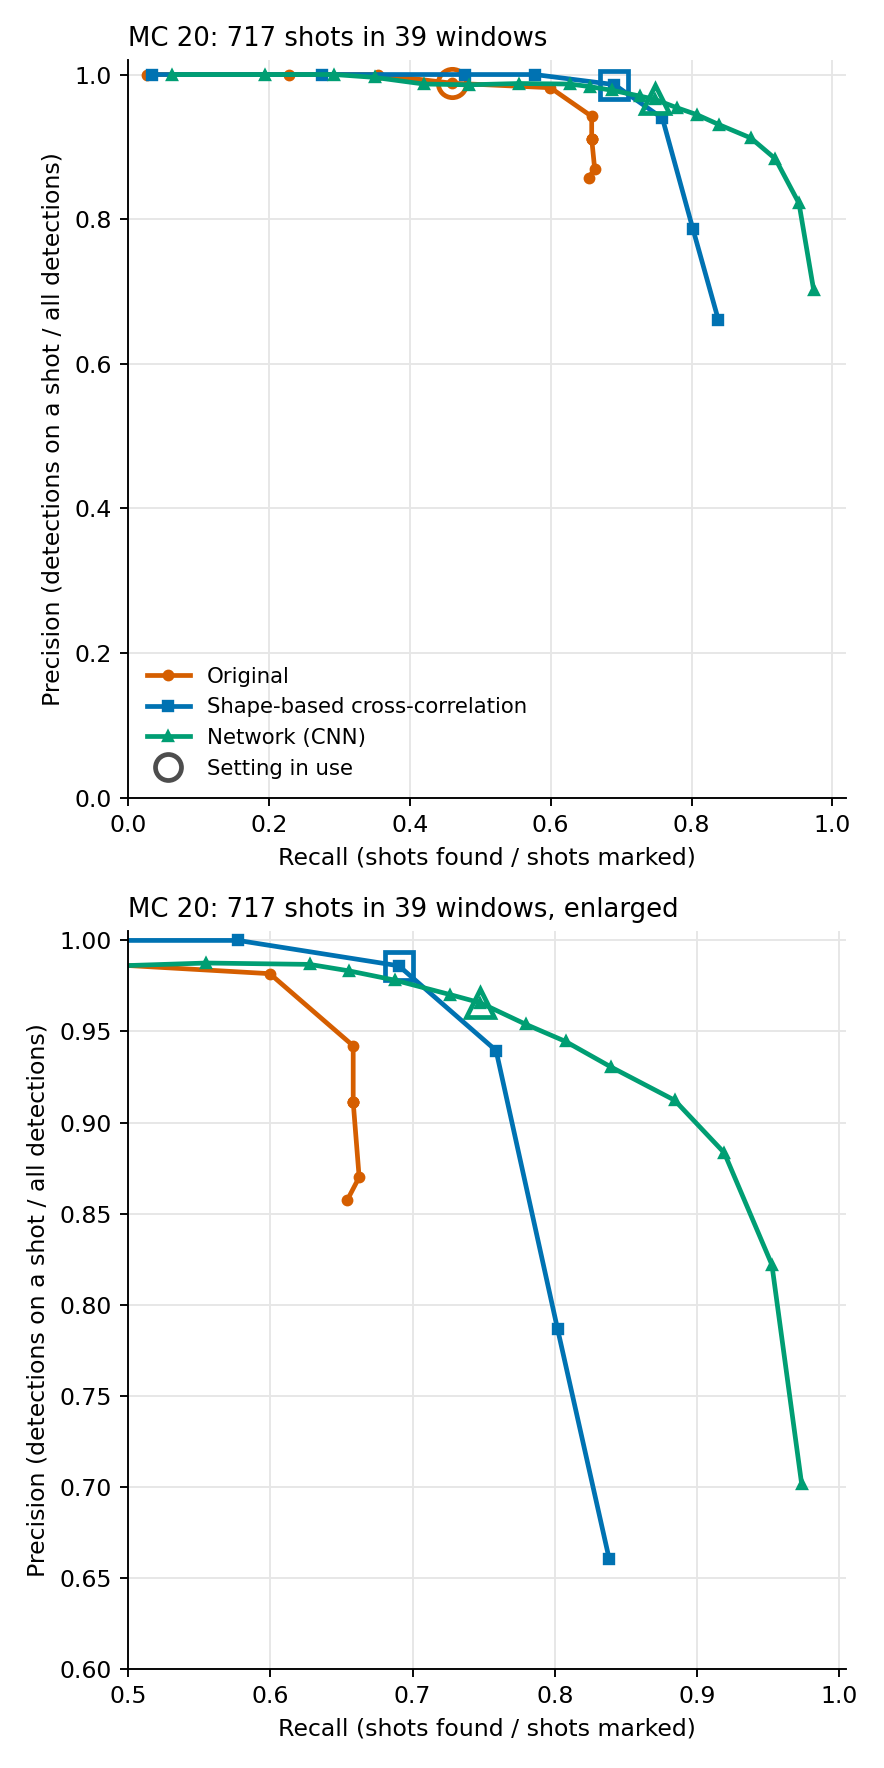 MC 20: 717 shots in 39 windows
Precision (detections on a shot / all detections)
1.0
0.8
0.6
0.4
0.2
0.0
Original
Shape-based cross-correlation
Network (CNN)
Setting in use
0.0 0.2 0.4 0.6 0.8 1.0
Recall (shots found / shots marked)
MC 20: 717 shots in 39 windows, enlarged
Precision (detections on a shot / all detections)
1.00
0.95
0.90
0.85
0.80
0.75
0.70
0.65
0.60
0.5 0.6 0.7 0.8 0.9 1.0
Recall (shots found / shots marked)